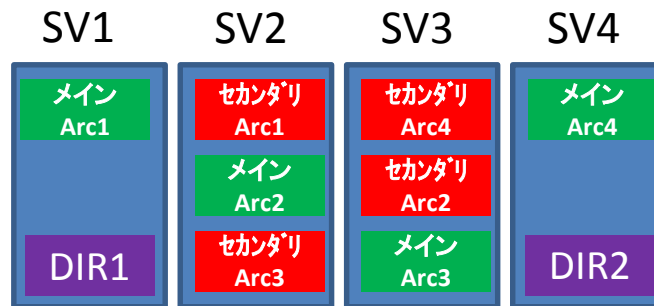 SV1
SV2
SV3
SV4
メイン
Arc1
DIR1
ｾｶﾝﾀﾞﾘ
Arc1
メイン
Arc2
ｾｶﾝﾀﾞﾘ
Arc3
ｾｶﾝﾀﾞﾘ
Arc4
ｾｶﾝﾀﾞﾘ
Arc2
メイン
Arc3
メイン
Arc4
DIR2